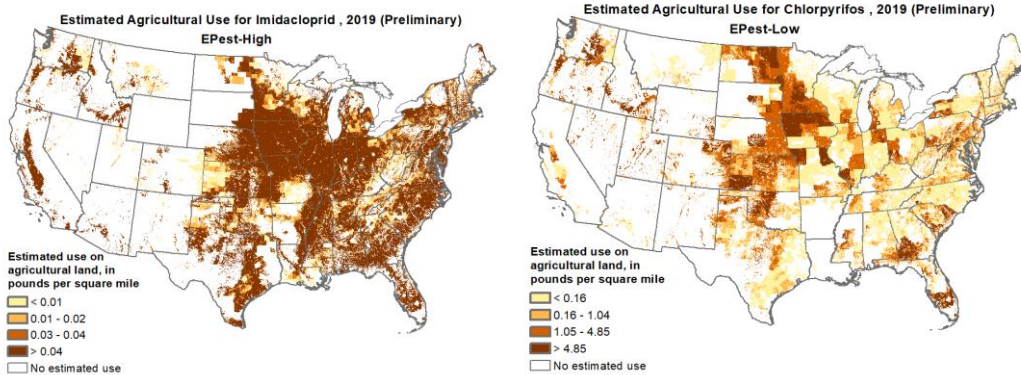 Estimated Agricultural Use for Imidacloprid , 2019 (Preliminary)
EPest-High
Estimated use on
agricultural land, in
pounds per square mile
< 0.01
0.01 - 0.02
0.03 - 0.04
> 0.04
No estimated use
Estimated Agricultural Use for Chlorpyrifos , 2019 (Preliminary)
EPest-Low
Estimated use on
agricultural land, in
pounds per square mile
< 0.16
0.16 - 1.04
1.05 - 4.85
> 4.85
No estimated use